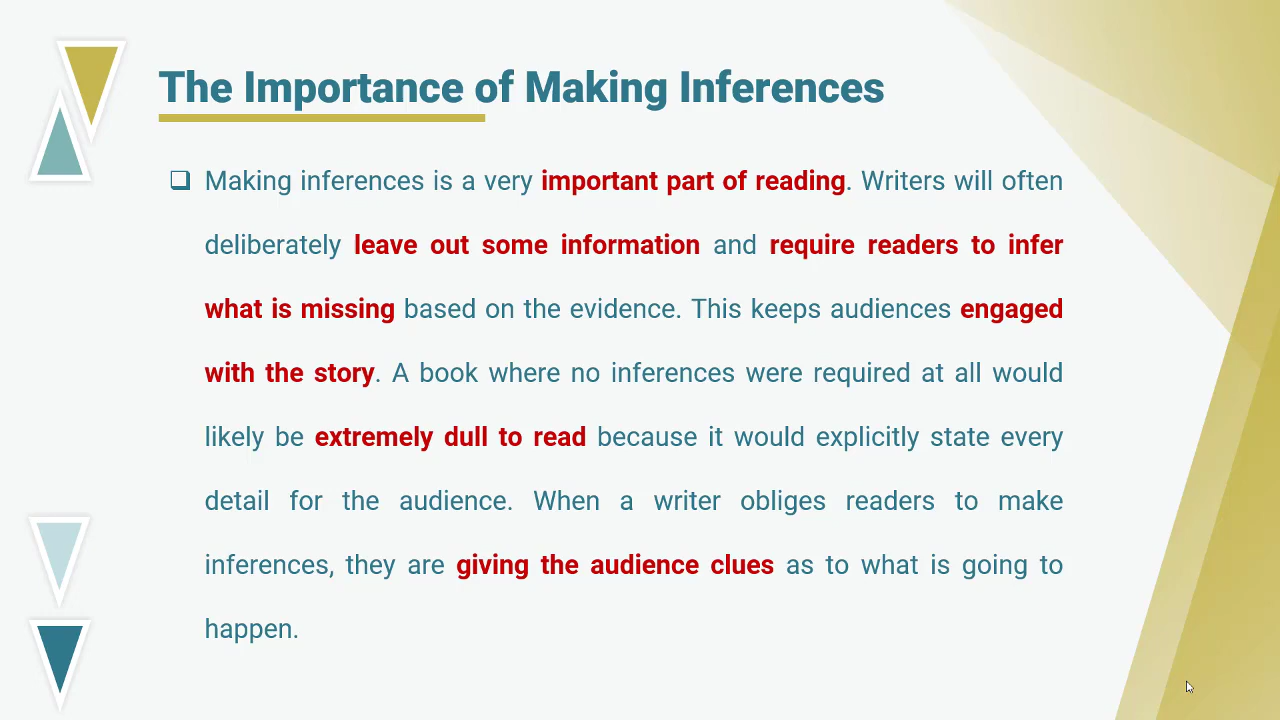 The Importance of Making Inferences
Making inferences is a very important part of reading. Writers will often
deliberately leave out some information and require readers to infer
what is missing based on the evidence. This keeps audiences engaged
with the story. A book where no inferences were required at all would
likely be extremely dull to read because it would explicitly state every
detail for the audience. When a writer obliges readers to make
inferences, they are giving the audience clues as to what is going to
happen.